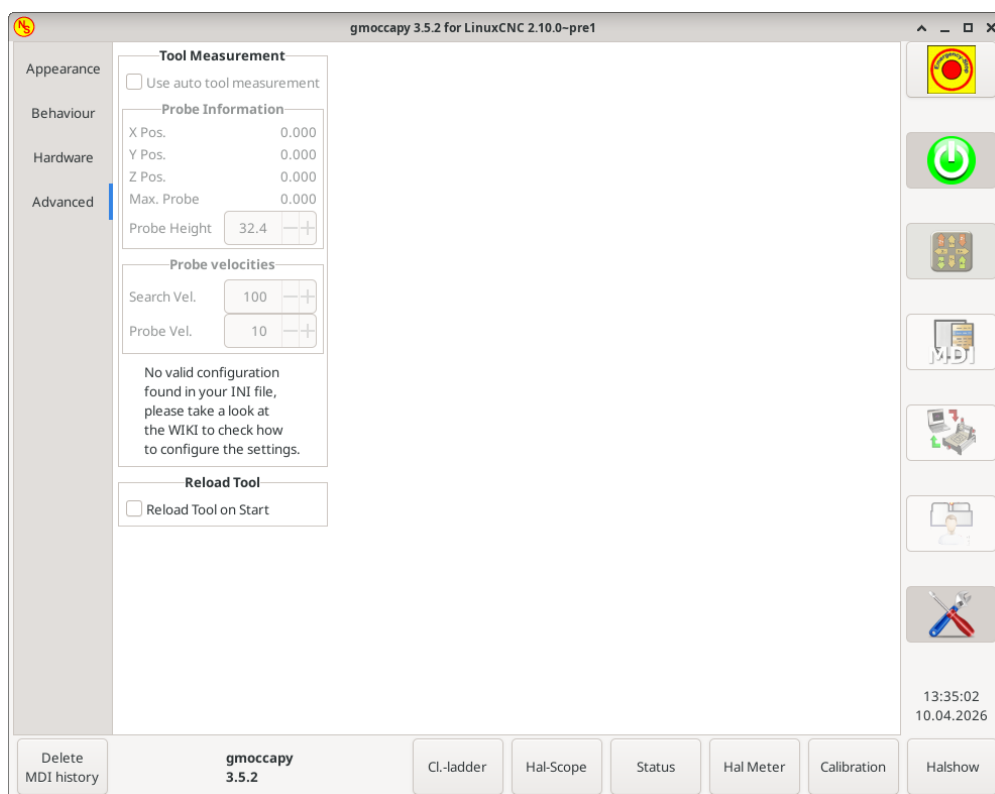 NS
gmoccapy 3.5.2 for LinuxCNC 2.10.0~pre1
Appearance
Behaviour
Hardware
Advanced
Tool Measurement
Use auto tool measurement
Probe Information
X Pos. 0.000
Y Pos. 0.000
Z Pos. 0.000
Max. Probe 0.000
Probe Height 32.4
Probe velocities
Search Vel. 100
Probe Vel. 10
No valid configuration
found in your INI file,
please take a look at
the WIKI to check how
to configure the settings.
Reload Tool
Reload Tool on Start
Emergency-Stop
MDI
13:35:02
10.04.2026
Delete
MDI history
gmoccapy
3.5.2
Cl.-ladder
Hal-Scope
Status
Hal Meter
Calibration
Halshow